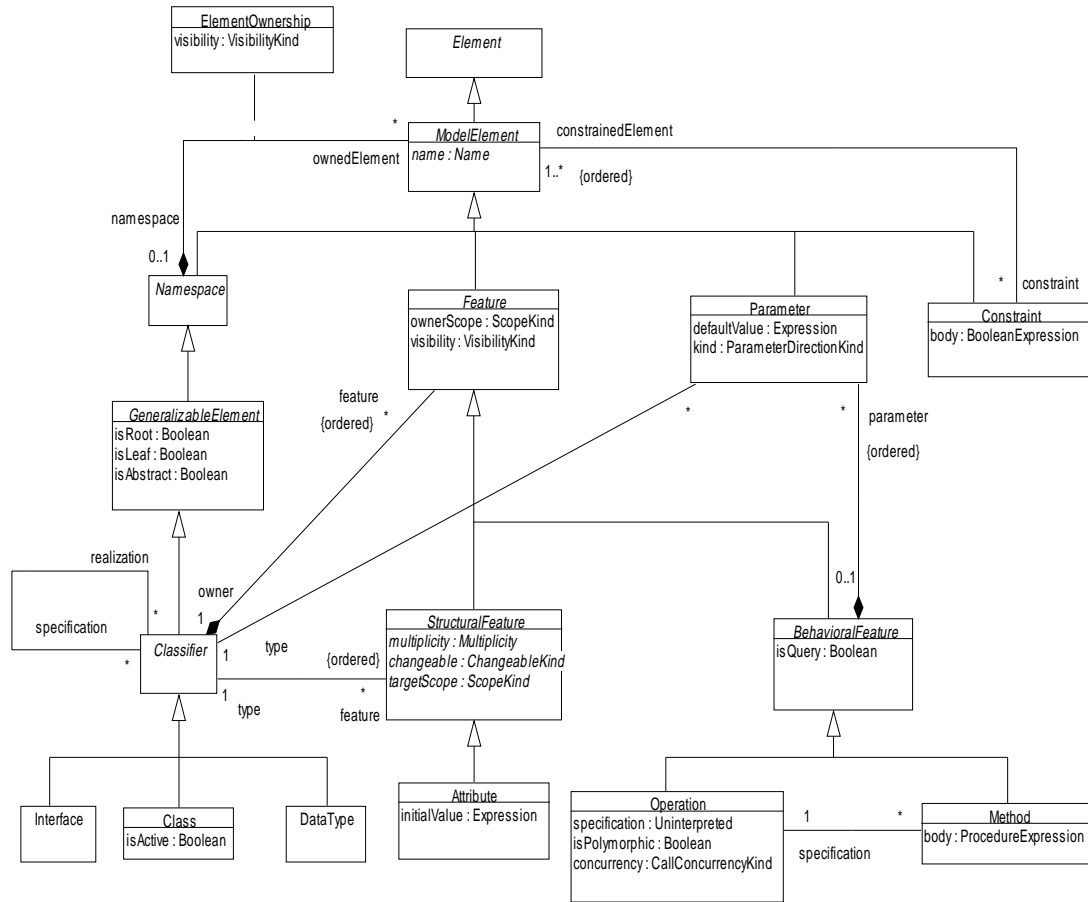 ElementOwnership
visibility : VisibilityKind
Element
*
ownedElement
ModelElement
name : Name
constrainedElement
1..*
{ordered}
namespace
0..1
Namespace
Feature
ownerScope : ScopeKind
visibility : VisibilityKind
Parameter
defaultValue : Expression
kind : ParameterDirectionKind
*
constraint
Constraint
body : BooleanExpression
GeneralizableElement
isRoot : Boolean
isLeaf : Boolean
isAbstract : Boolean
feature
*
{ordered}
*
*
parameter
{ordered}
realization
*
specification
*
owner
1
Classifier
1
type
1
type
{ordered}
*
feature
StructuralFeature
multiplicity : Multiplicity
changeable : ChangeableKind
targetScope : ScopeKind
0..1
BehavioralFeature
isQuery : Boolean
Interface
Class
isActive : Boolean
DataType
Attribute
initialValue : Expression
Operation
specification : Uninterpreted
isPolymorphic : Boolean
concurrency : CallConcurrencyKind
1
*
specification
Method
body : ProcedureExpression